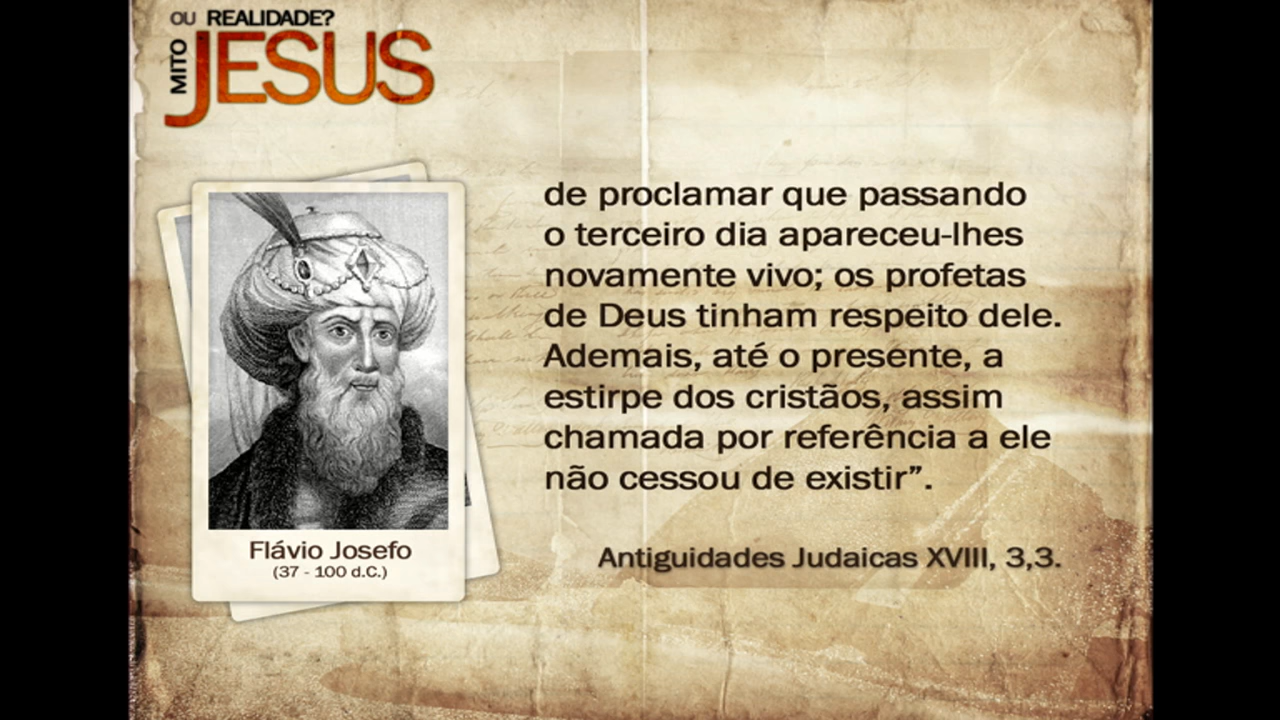 OU REALIDADE?
MITO
JESUS
de proclamar que passando
o terceiro dia apareceu-lhes
novamente vivo; os profetas
de Deus tinham respeito dele.
Ademais, até o presente, a
estirpe dos cristãos, assim
chamada por referência a ele
não cessou de existir”.
Antiguidades Judaicas XVIII, 3,3.
Flávio Josefo
(37 - 100 d.C.)